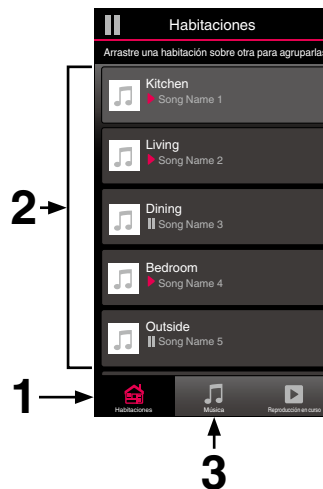 Habitaciones
Arrastre una habitación sobre otra para agruparlas
Kitchen
Song Name 1
Living
Song Name 2
2
Dining
Song Name 3
Bedroom
Song Name 4
Outside
Song Name 5
1
Habitaciones
Música
Reproducción en curso
3